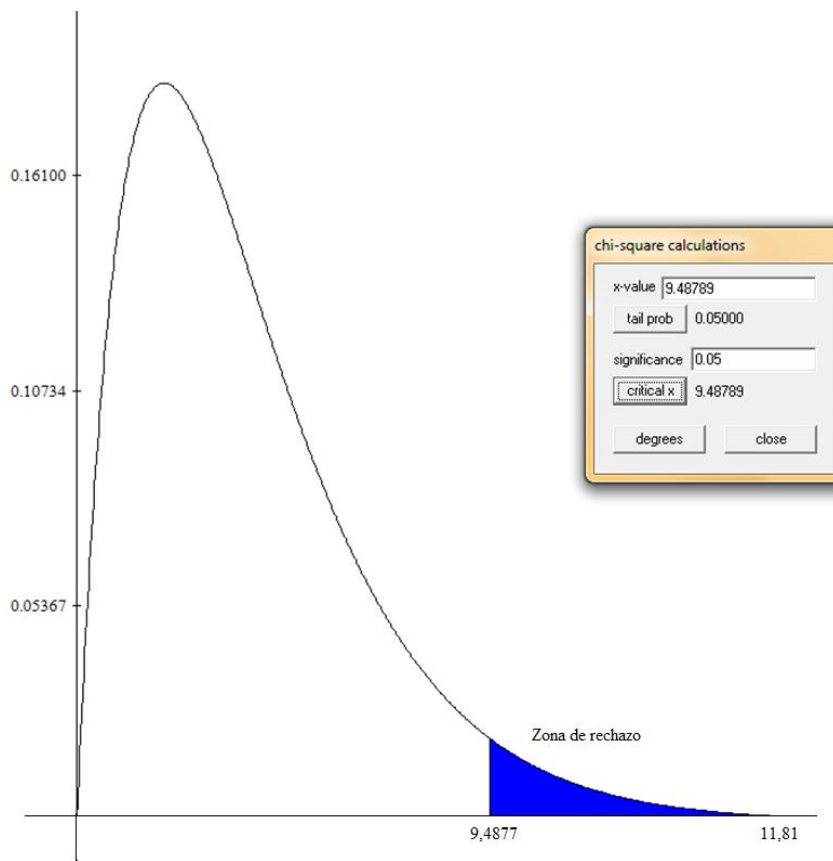 0.16100
0.10734
0.05367
chi-square calculations
x-value 9.48789
tail prob 0.05000
significance 0.05
critical x 9.48789
degrees close
Zona de rechazo
9,4877 11,81